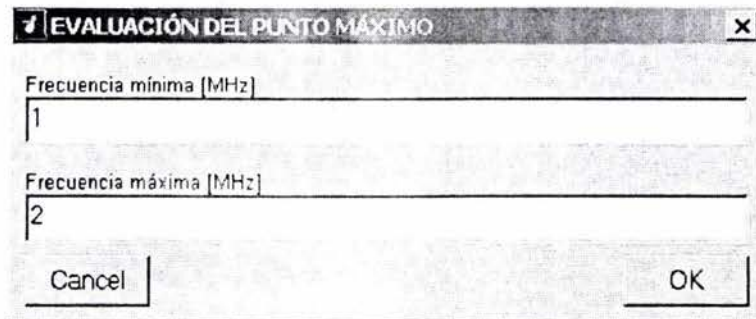 EVALUACIÓN DEL PUNTO MÁXIMO
Frecuencia mínima [MHz]
1
Frecuencia máxima [MHz]
2
Cancel OK